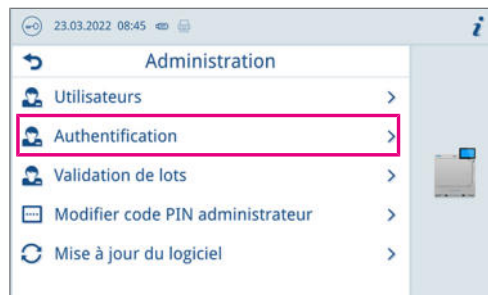 23.03.2022 08:45
Administration
Utilisateurs
Authentification
Validation de lots
Modifier code PIN administrateur
Mise à jour du logiciel